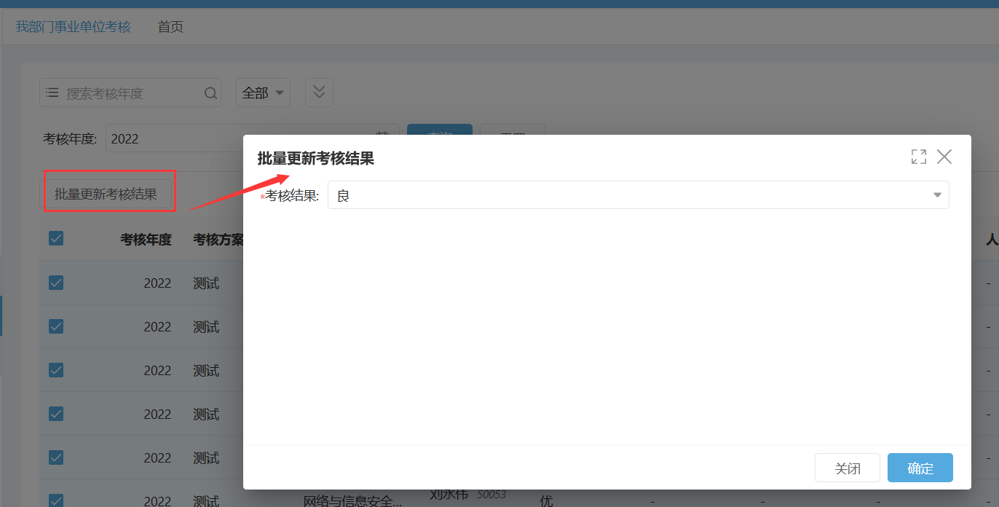 我部门事业单位考核 首页
搜索考核年度 全部
考核年度: 2022
批量更新考核结果
批量更新考核结果
*考核结果: 良
考核年度 考核方案 人
2022 测试 -
2022 测试 -
2022 测试 -
2022 测试 -
2022 测试 -
关闭 确定
2022 测试 网络与信息安全... 刘永伟 50053 优 - - - -